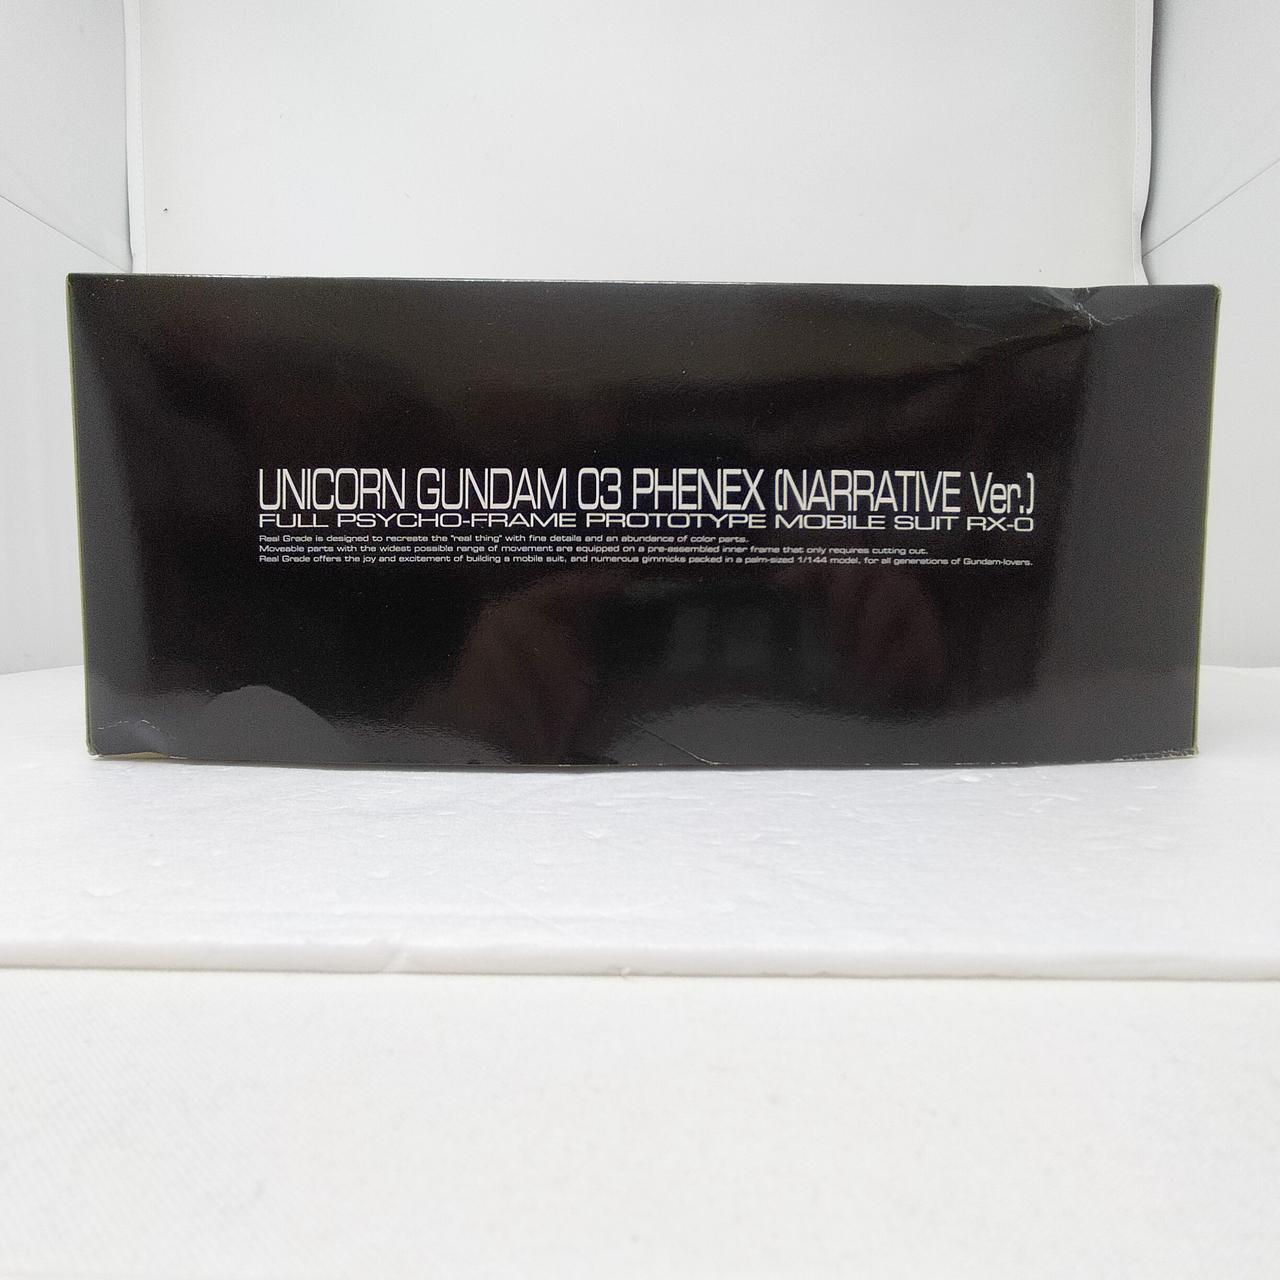 UNICORN GUNDAM 03 PHENEX (NARRATIVE Ver.)
FULL PSYCHO-FRAME PROTOTYPE MOBILE SUIT RX-0
Real Grade is designed to recreate the "real thing" with fine details and an abundance of color parts.
Moveable parts with the widest possible range of movement are equipped on a pre-assembled inner frame that only requires cutting out.
Real Grade offers the joy and excitement of building a mobile suit, and numerous gimmicks packed in a palm-sized 1/144 model, for all generations of Gundam-lovers.